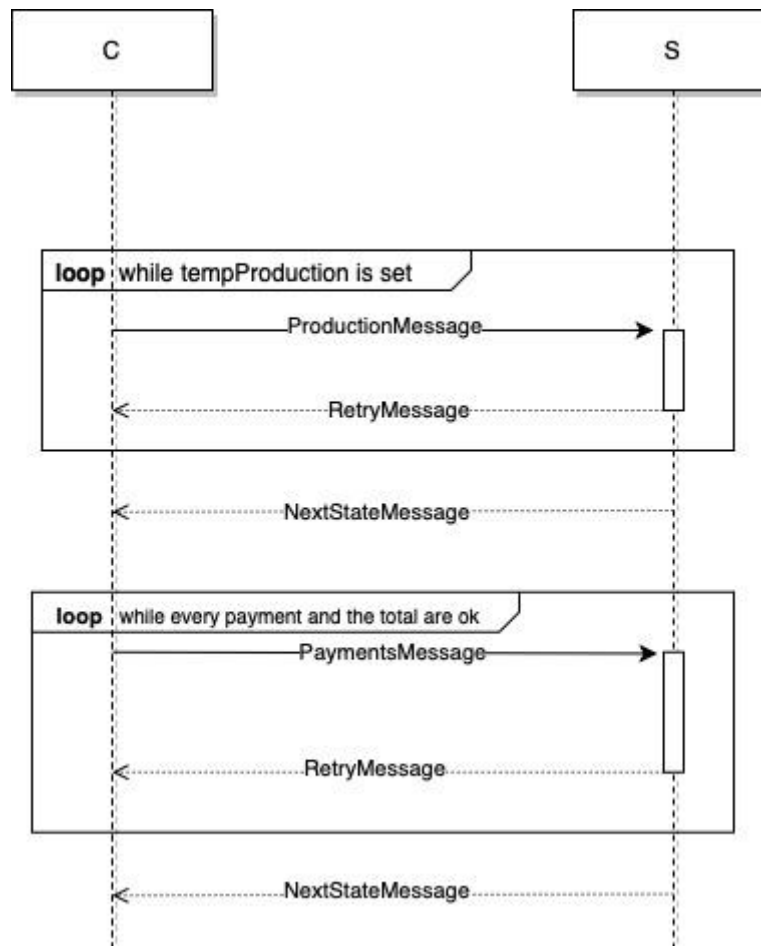 C
S
loop while tempProduction is set
ProductionMessage
RetryMessage
NextStateMessage
loop while every payment and the total are ok
PaymentsMessage
RetryMessage
NextStateMessage